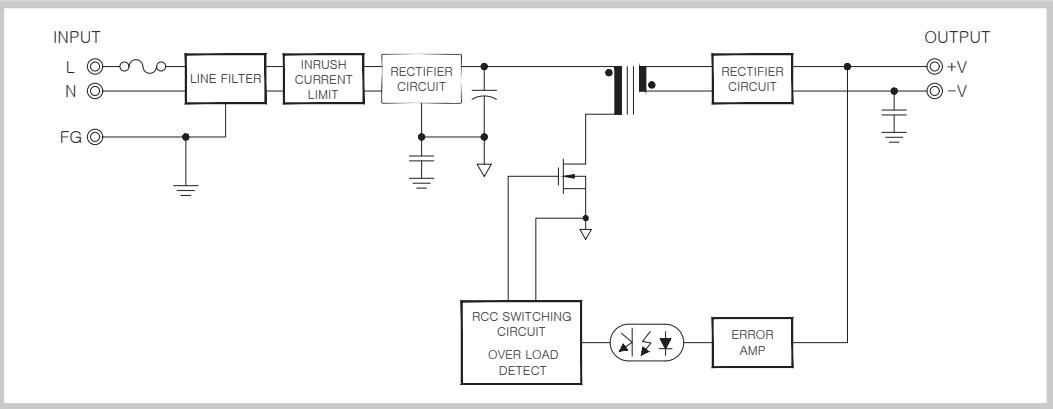 INPUT
OUTPUT
L
N
FG
LINE FILTER
INRUSH
CURRENT
LIMIT
RECTIFIER
CIRCUIT
RECTIFIER
CIRCUIT
+V
−V
RCC SWITCHING
CIRCUIT
OVER LOAD
DETECT
ERROR
AMP